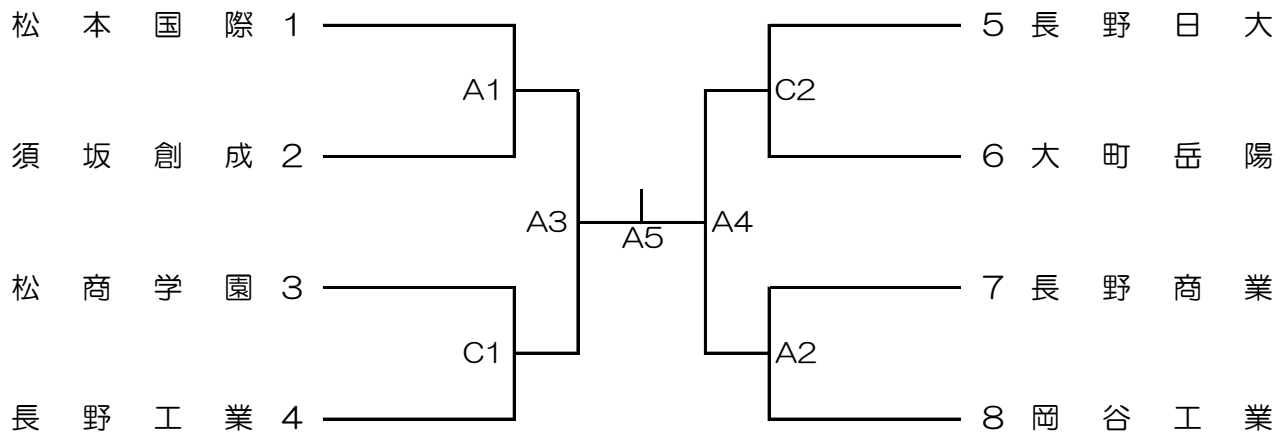 松本国際 1
5 長野日大
A1
C2
須坂創成 2
6 大町岳陽
A3
A5
A4
松商学園 3
7 長野商業
C1
A2
長野工業 4
8 岡谷工業